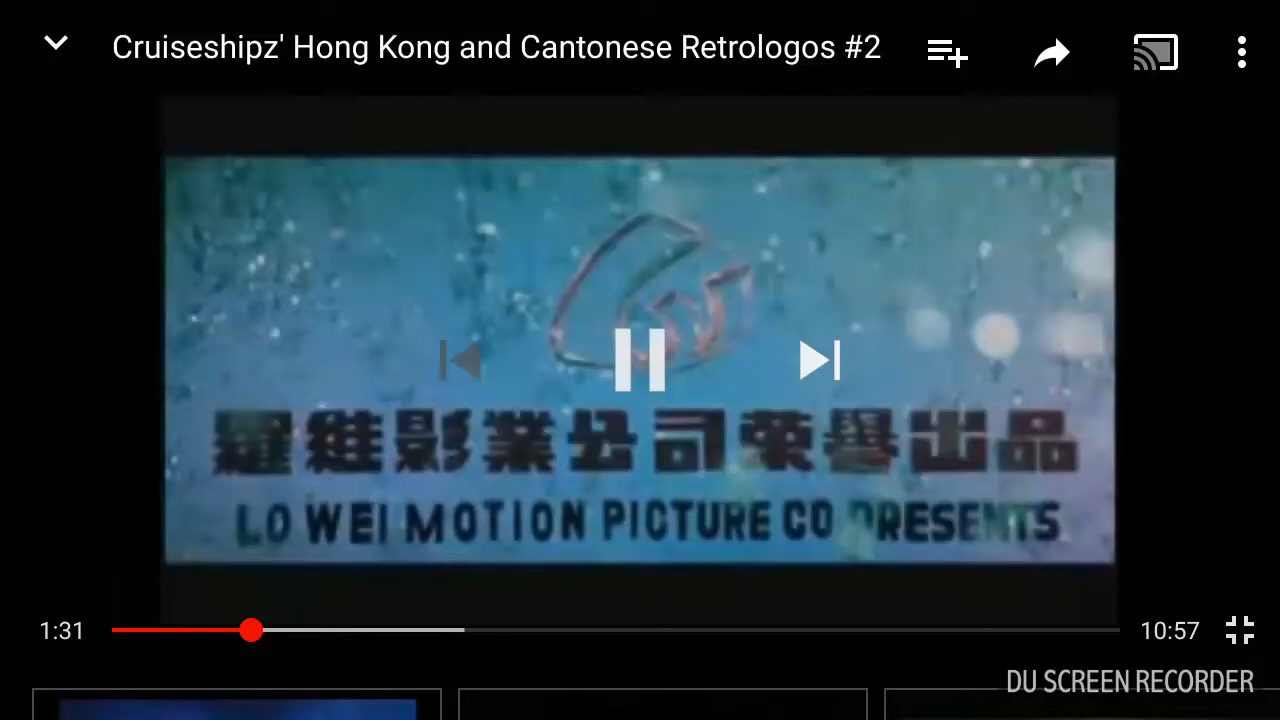 Cruiseshipz' Hong Kong and Cantonese Retrologos #2
羅維影業公司榮譽出品
LO WEI MOTION PICTURE CO PRESENTS
1:31
10:57
DU SCREEN RECORDER